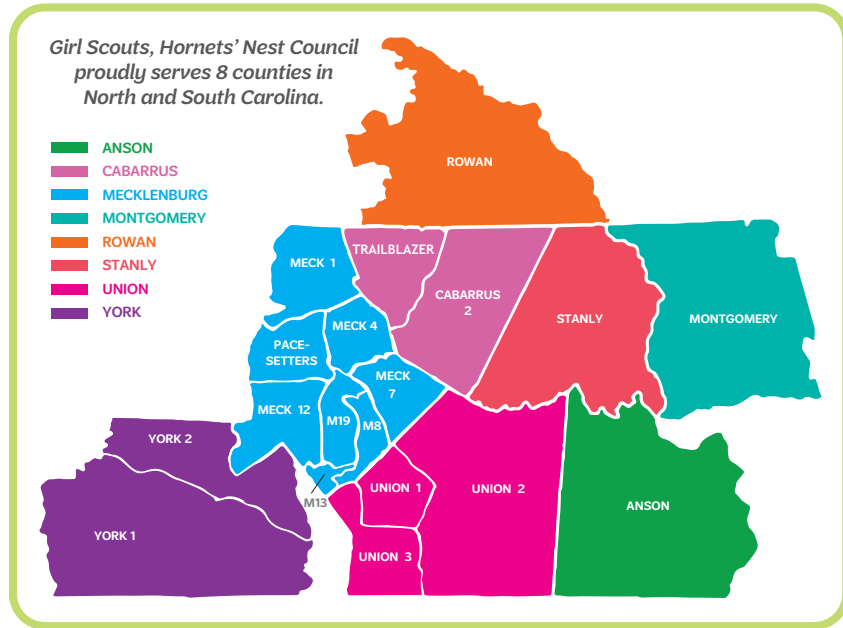 Girl Scouts, Hornets' Nest Council
proudly serves 8 counties in
North and South Carolina.
ANSON
CABARRUS
MECKLENBURG
MONTGOMERY
ROWAN
STANLY
UNION
YORK
ROWAN
TRAILBLAZER
MECK 1
CABARRUS
2
STANLY
MONTGOMERY
MECK 4
PACE-
SETTERS
MECK
7
MECK 12
M19
M8
YORK 2
M13
UNION 1
UNION 2
ANSON
YORK 1
UNION 3